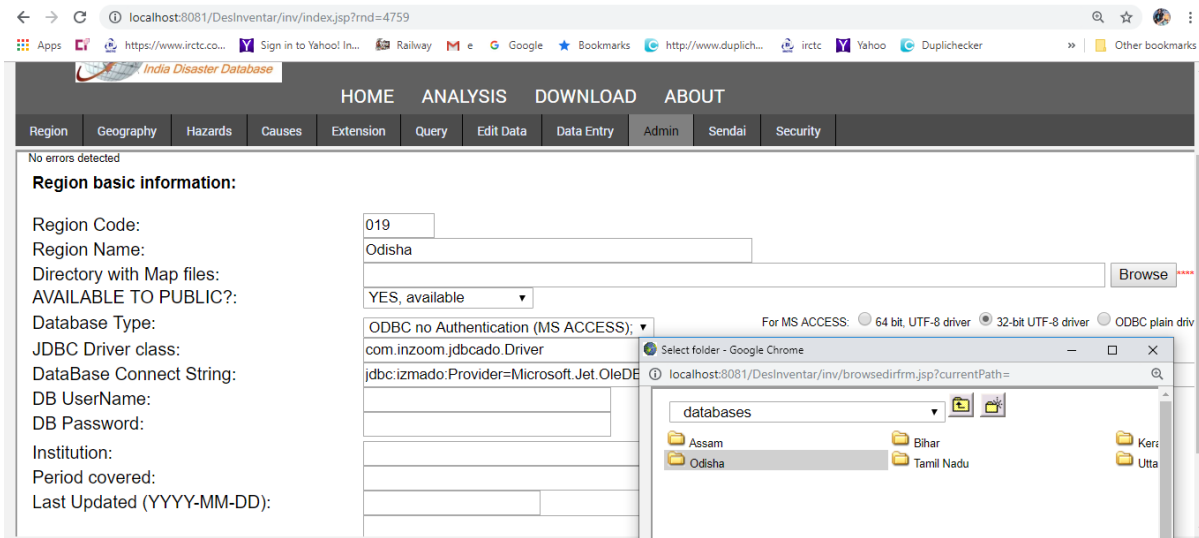 localhost:8081/DesInventar/inv/index.jsp?rnd=4759
Apps https://www.irctc.co... Sign in to Yahoo! In... Railway e Google Bookmarks http://www.duplich... irctc Yahoo Duplichecker » Other bookmarks
India Disaster Database
HOME ANALYSIS DOWNLOAD ABOUT
Region Geography Hazards Causes Extension Query Edit Data Data Entry Admin Sendai Security
No errors detected
Region basic information:
Region Code: 019
Region Name: Odisha
Directory with Map files: Browse ****
AVAILABLE TO PUBLIC?: YES, available
Database Type: ODBC no Authentication (MS ACCESS); For MS ACCESS: 64 bit, UTF-8 driver 32-bit UTF-8 driver ODBC plain driv
JDBC Driver class: com.inzoom.jdbcado.Driver
DataBase Connect String: jdbc:izmado:Provider=Microsoft.Jet.OleDB
DB UserName:
DB Password:
Institution:
Period covered:
Last Updated (YYYY-MM-DD):
Select folder - Google Chrome
localhost:8081/DesInventar/inv/browsedirfrm.jsp?currentPath=
databases
Assam Bihar Kera
Odisha Tamil Nadu Utta